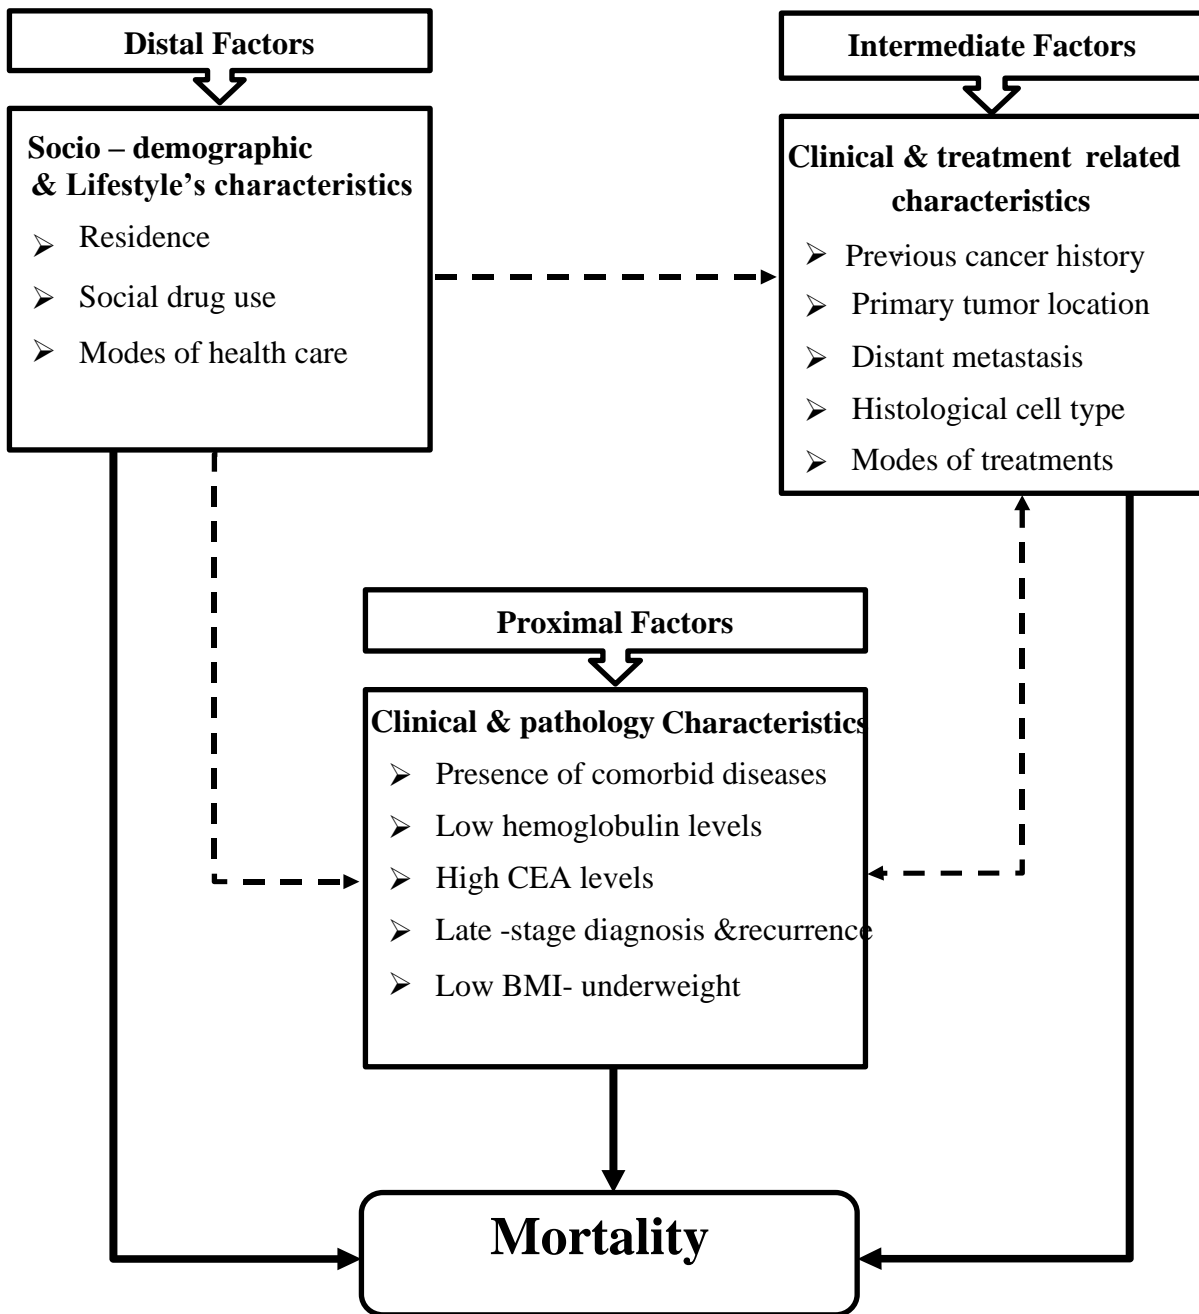 Distal Factors
Socio – demographic
& Lifestyle’s characteristics
➢ Residence
➢ Social drug use
➢ Modes of health care
Intermediate Factors
Clinical & treatment related
characteristics
➢ Previous cancer history
➢ Primary tumor location
➢ Distant metastasis
➢ Histological cell type
➢ Modes of treatments
Proximal Factors
Clinical & pathology Characteristics
➢ Presence of comorbid diseases
➢ Low hemoglobulin levels
➢ High CEA levels
➢ Late -stage diagnosis &recurrence
➢ Low BMI- underweight
Mortality